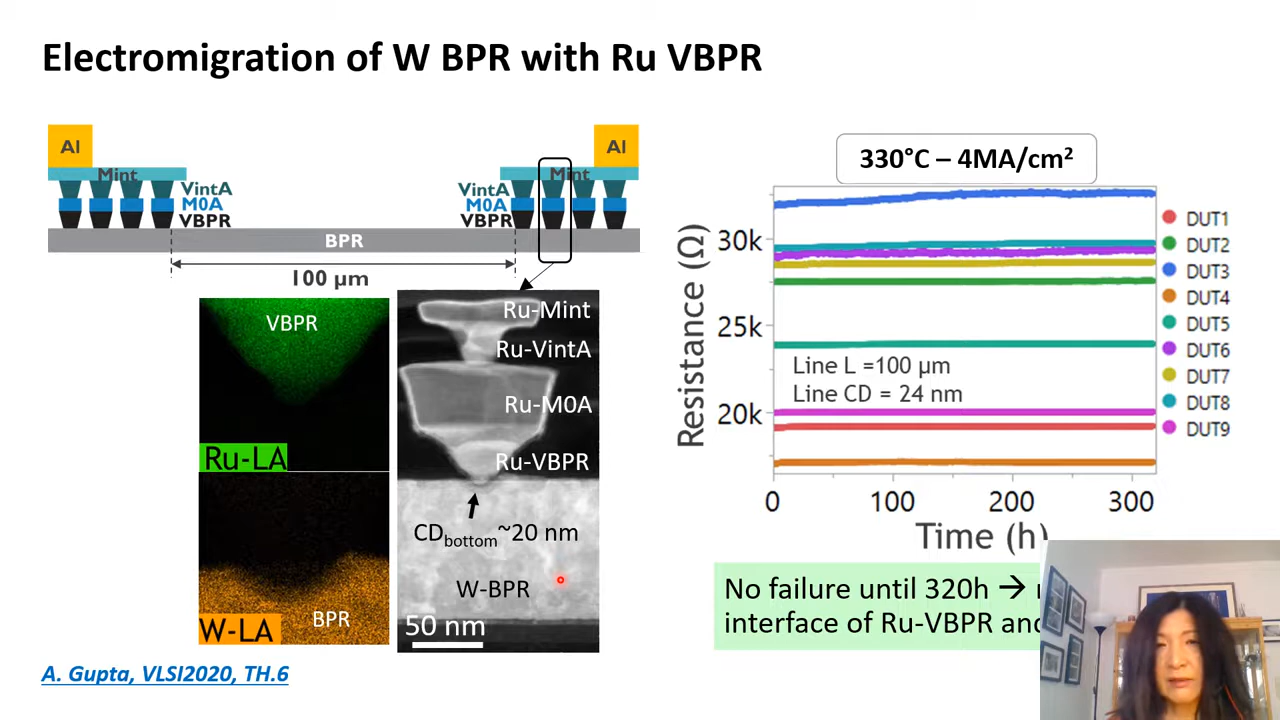 Electromigration of W BPR with Ru VBPR
Al
Al
Mint
Mint
VintA
VintA
M0A
M0A
VBPR
VBPR
BPR
100 µm
VBPR
Ru-LA
BPR
W-LA
Ru-Mint
Ru-VintA
Ru-M0A
Ru-VBPR
CDbottom~20 nm
W-BPR
50 nm
A. Gupta, VLSI2020, TH.6
330°C – 4MA/cm²
Resistance (Ω)
30k
25k
20k
Line L =100 µm
Line CD = 24 nm
0
100
200
300
Time (h)
DUT1
DUT2
DUT3
DUT4
DUT5
DUT6
DUT7
DUT8
DUT9
No failure until 320h →
interface of Ru-VBPR and